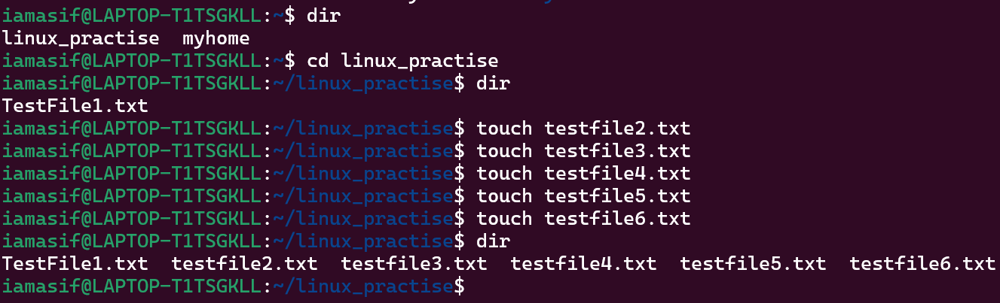 iamasif@LAPTOP-T1TSGKLL:~$ dir
linux_practise  myhome
iamasif@LAPTOP-T1TSGKLL:~$ cd linux_practise
iamasif@LAPTOP-T1TSGKLL:~/linux_practise$ dir
TestFile1.txt
iamasif@LAPTOP-T1TSGKLL:~/linux_practise$ touch testfile2.txt
iamasif@LAPTOP-T1TSGKLL:~/linux_practise$ touch testfile3.txt
iamasif@LAPTOP-T1TSGKLL:~/linux_practise$ touch testfile4.txt
iamasif@LAPTOP-T1TSGKLL:~/linux_practise$ touch testfile5.txt
iamasif@LAPTOP-T1TSGKLL:~/linux_practise$ touch testfile6.txt
iamasif@LAPTOP-T1TSGKLL:~/linux_practise$ dir
TestFile1.txt  testfile2.txt  testfile3.txt  testfile4.txt  testfile5.txt  testfile6.txt
iamasif@LAPTOP-T1TSGKLL:~/linux_practise$